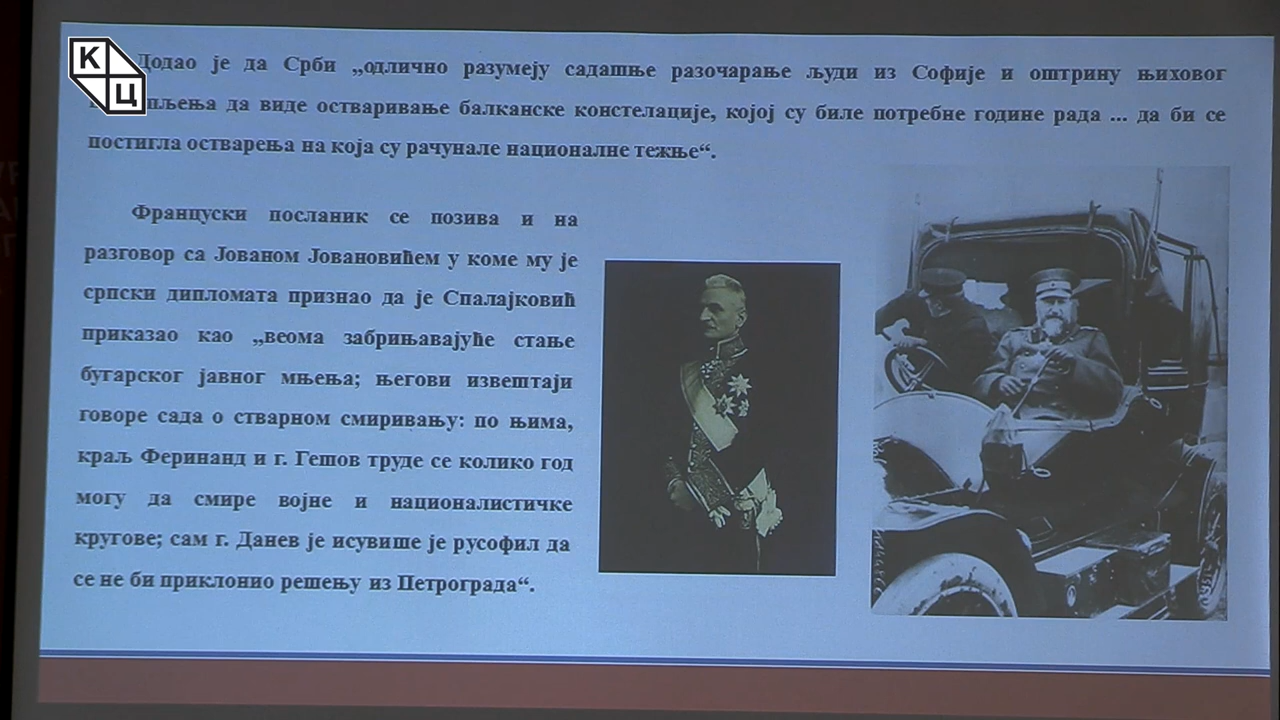 К
Ц
Додао је да Срби „одлично разумеју садашње разочарање људи из Софије и оштрину њиховог
да виде остваривање балканске констелације, којој су биле потребне године рада ... да би се
постигла остварења на која су рачунале националне тежње“.
Француски посланик се позива и на
разговор са Јованом Јовановићем у коме му је
српски дипломата признао да је Спалајковић
приказао као „веома забрињавајуће стање
бугарског јавног мњења; његови извештаји
говоре сада о стварном смиривању: по њима,
краљ Феринанд и г. Гешов труде се колико год
могу да смире војне и националистичке
кругове; сам г. Данев је исувише је русофил да
се не би приклонио решењу из Петрограда“.